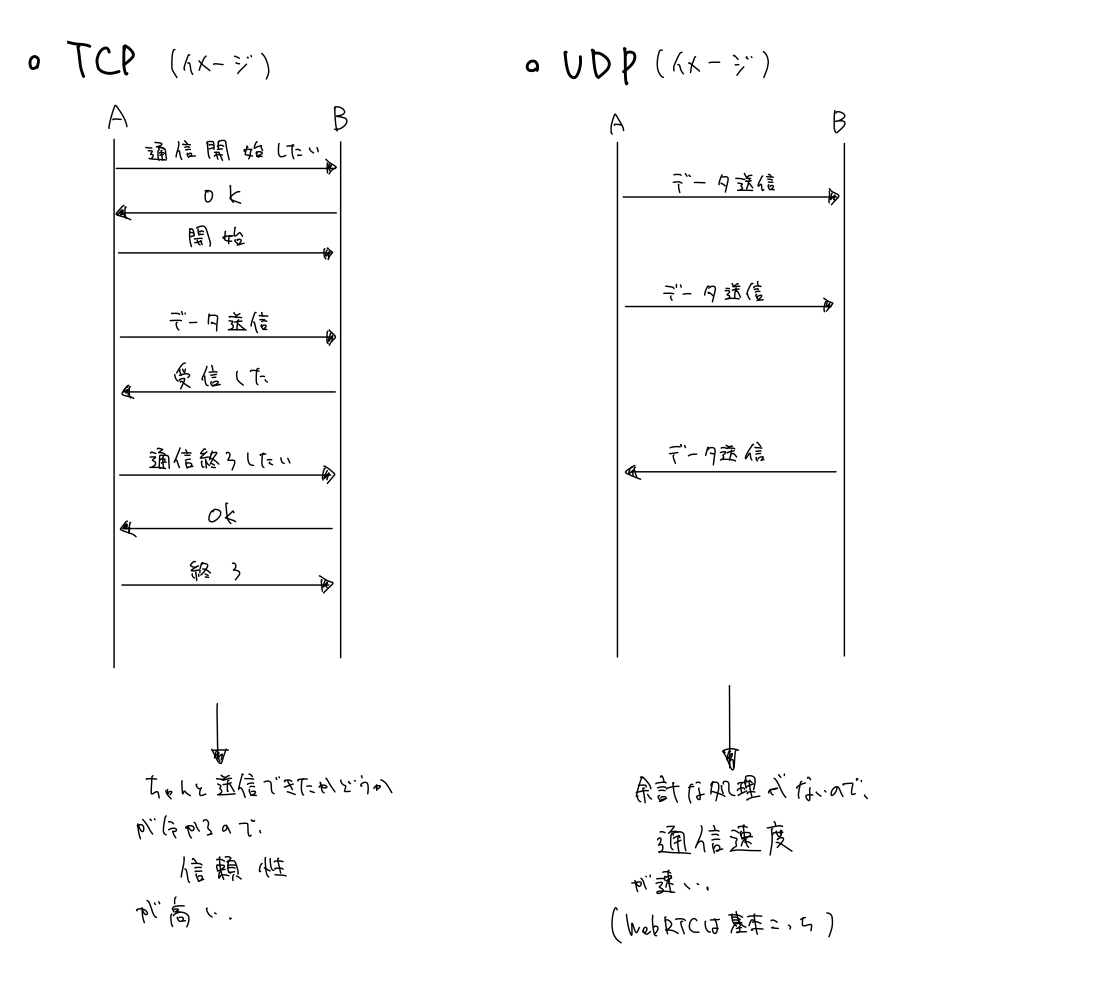 o TCP (イメージ)
A B
通信開始したい
OK
開始
データ送信
受信した
通信終了したい
OK
終了
ちゃんと送信できたかどうか
が分かるので、
信頼性
が高い.
o UDP (イメージ)
A B
データ送信
データ送信
データ送信
余計な処理がないので、
通信速度
が速い.
(WebRTCは基本こっち)